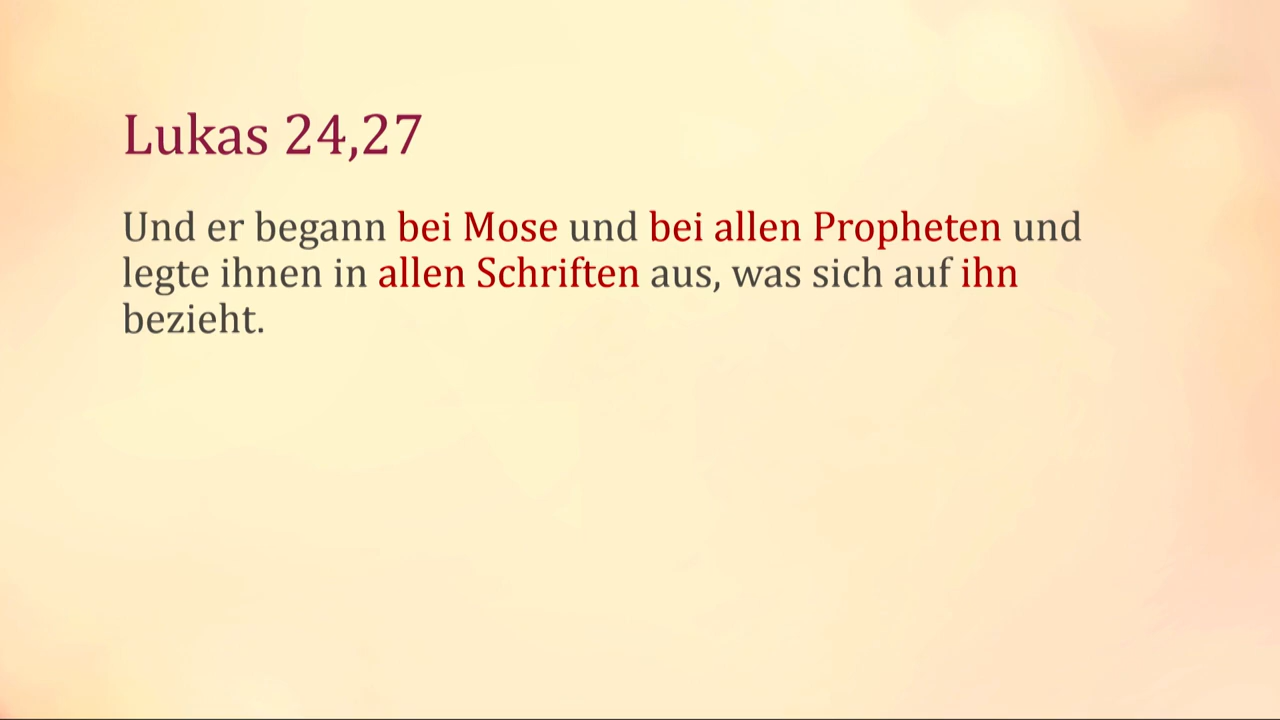 Lukas 24,27
Und er begann bei Mose und bei allen Propheten und
legte ihnen in allen Schriften aus, was sich auf ihn
bezieht.